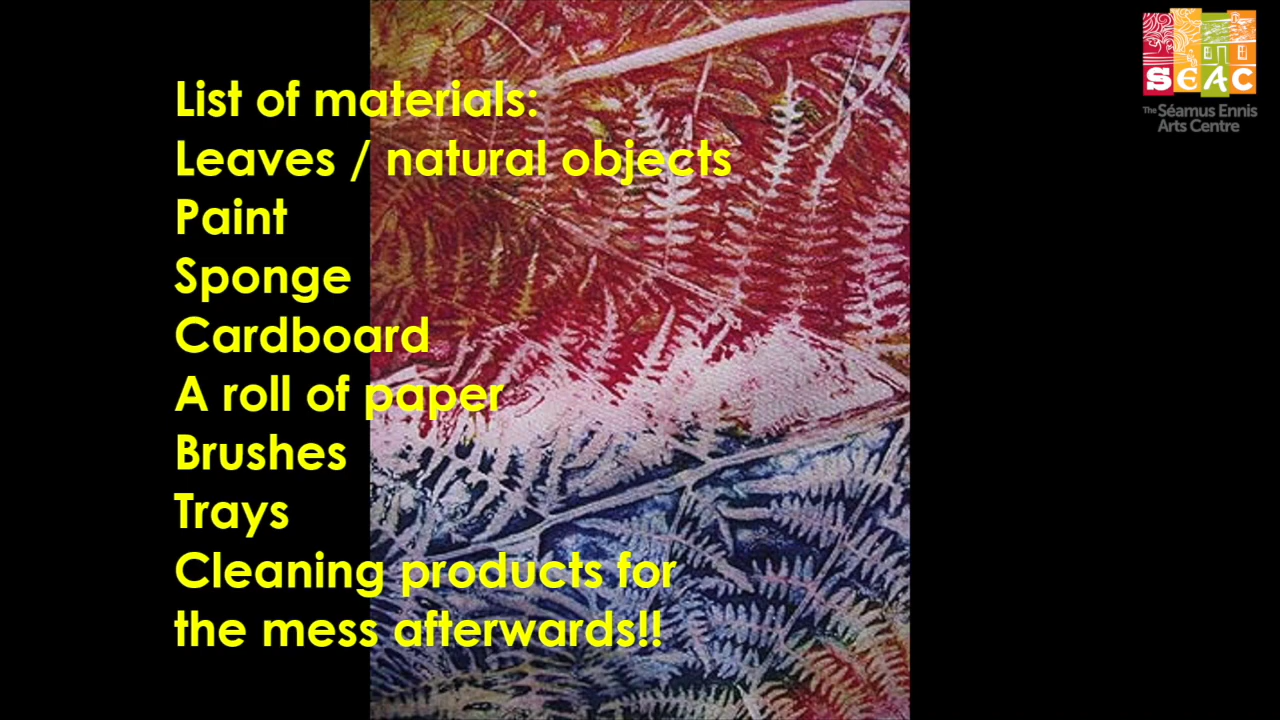 List of materials:
Leaves / natural objects
Paint
Sponge
Cardboard
A roll of paper
Brushes
Trays
Cleaning products for
the mess afterwards!!
SEAC
The Séamus Ennis
Arts Centre